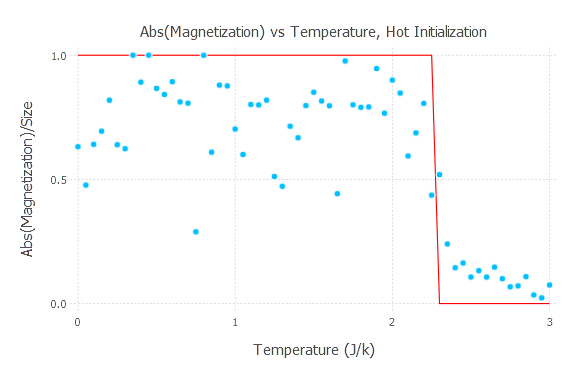 Abs(Magnetization) vs Temperature, Hot Initialization
Abs(Magnetization)/Size
1.0
0.5
0.0
0 1 2 3
Temperature (J/k)